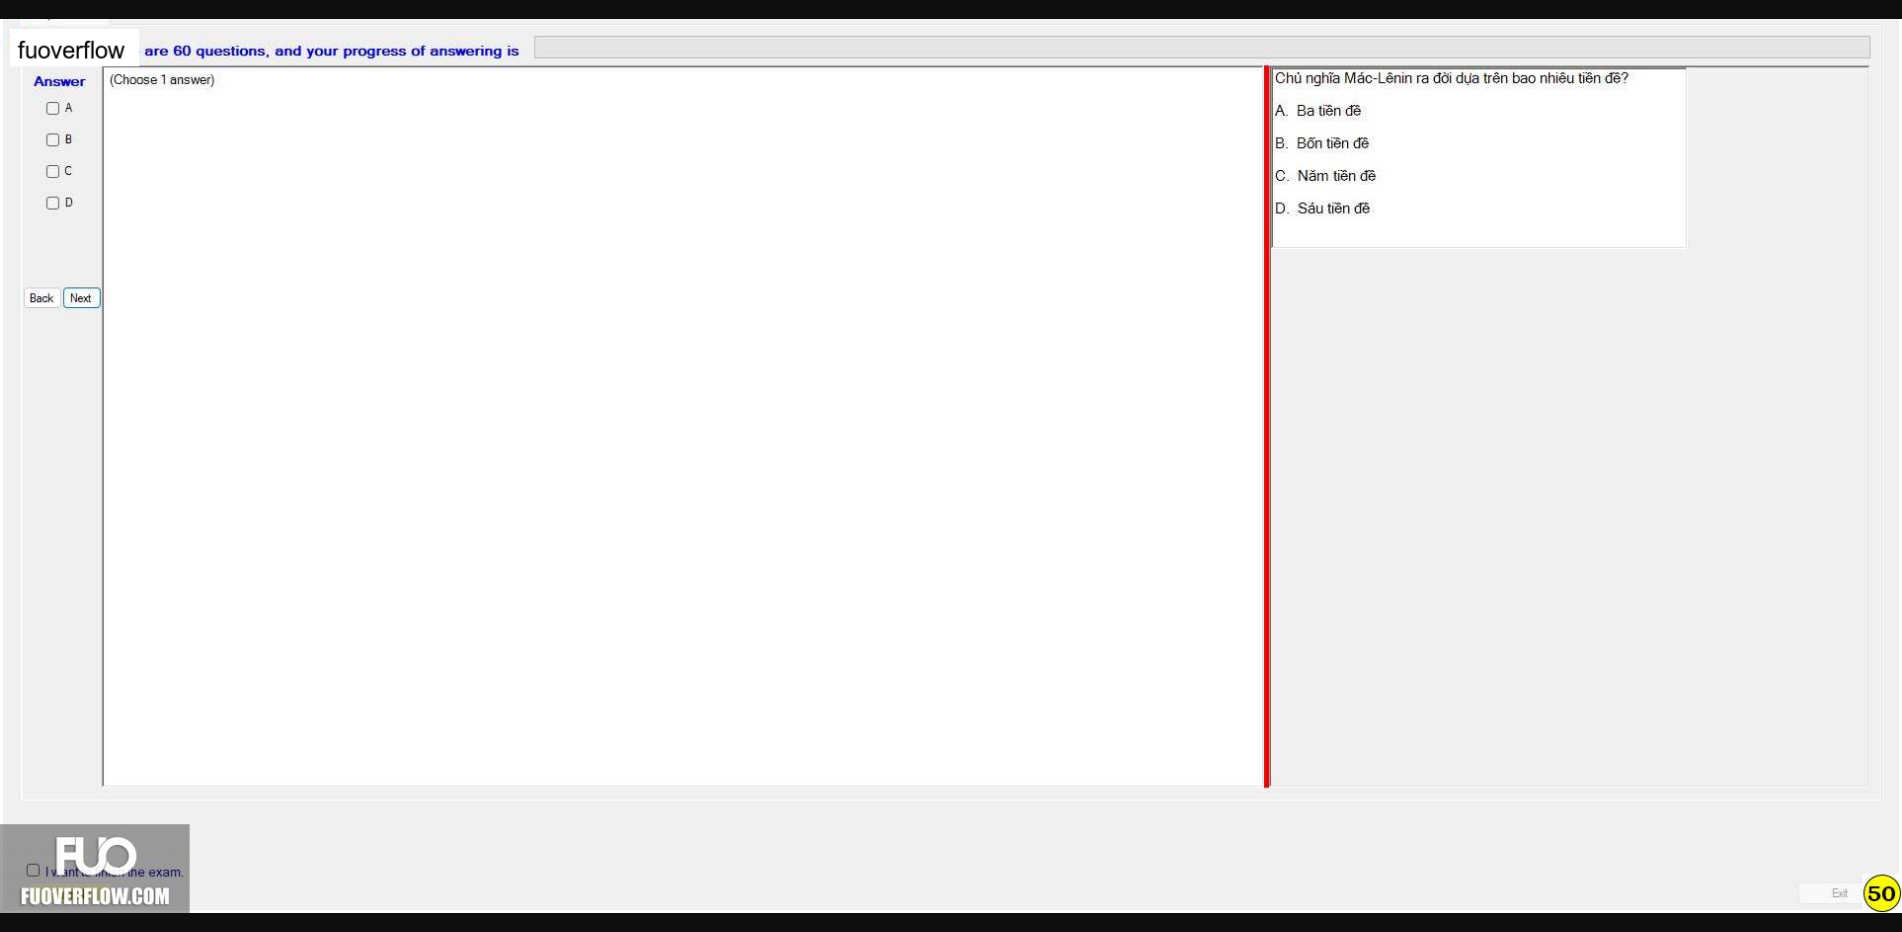 fuoverflow are 60 questions, and your progress of answering is
Answer
A
B
C
D
Back Next
(Choose 1 answer)
Chủ nghĩa Mác-Lênin ra đời dựa trên bao nhiêu tiền đề?
A. Ba tiền đề
B. Bốn tiền đề
C. Năm tiền đề
D. Sáu tiền đề
FUO
I want the exam.
FUOVERFLOW.COM
Exit
50